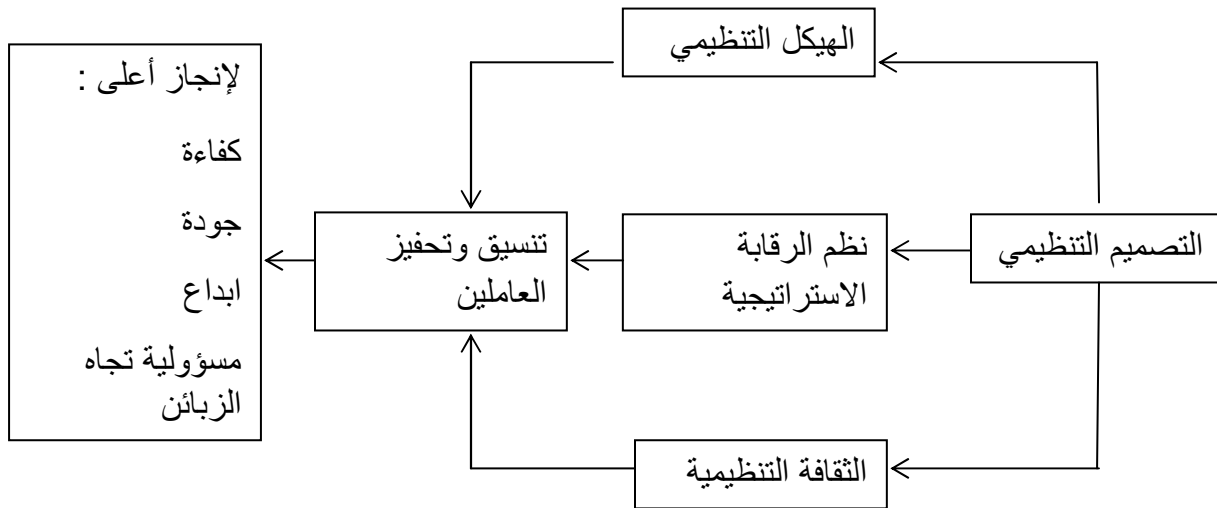 الهيكل التنظيمي
لإنجاز أعلى :
كفاءة
جودة
ابداع
مسؤولية تجاه
الزبائن
تنسيق وتحفيز
العاملين
نظم الرقابة
الاستراتيجية
التصميم التنظيمي
الثقافة التنظيمية